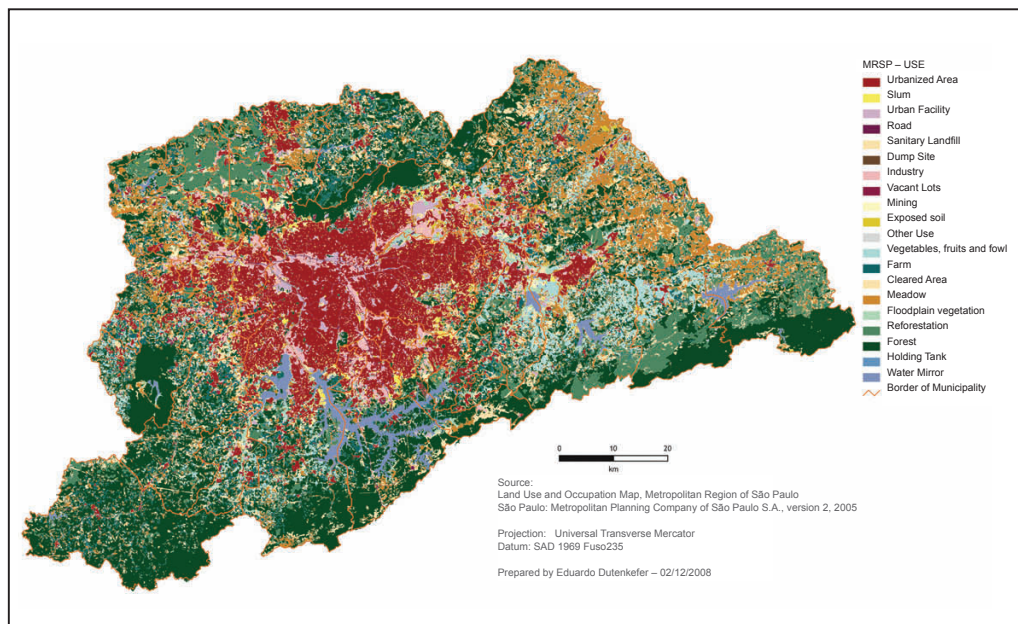 MRSP – USE
Urbanized Area
Slum
Urban Facility
Road
Sanitary Landfill
Dump Site
Industry
Vacant Lots
Mining
Exposed soil
Other Use
Vegetables, fruits and fowl
Farm
Cleared Area
Meadow
Floodplain vegetation
Reforestation
Forest
Holding Tank
Water Mirror
Border of Municipality
0 10 20
km
Source:
Land Use and Occupation Map, Metropolitan Region of São Paulo
São Paulo: Metropolitan Planning Company of São Paulo S.A., version 2, 2005
Projection: Universal Transverse Mercator
Datum: SAD 1969 Fuso235
Prepared by Eduardo Dutenkefer – 02/12/2008